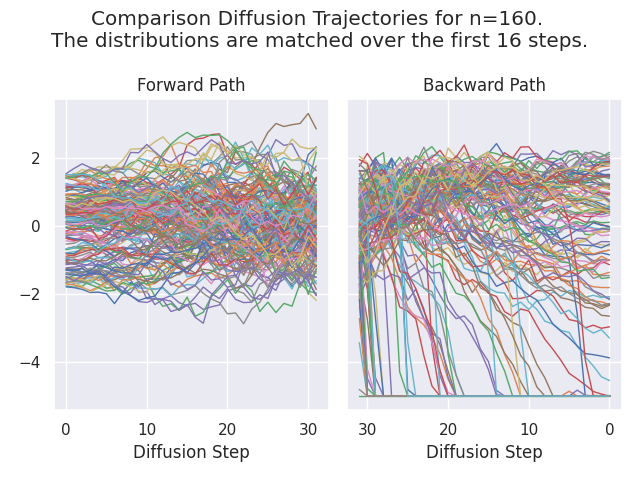 Comparison Diffusion Trajectories for n=160.
The distributions are matched over the first 16 steps.
Forward Path
Backward Path
2
0
−2
−4
0
10
20
30
30
20
10
0
Diffusion Step
Diffusion Step